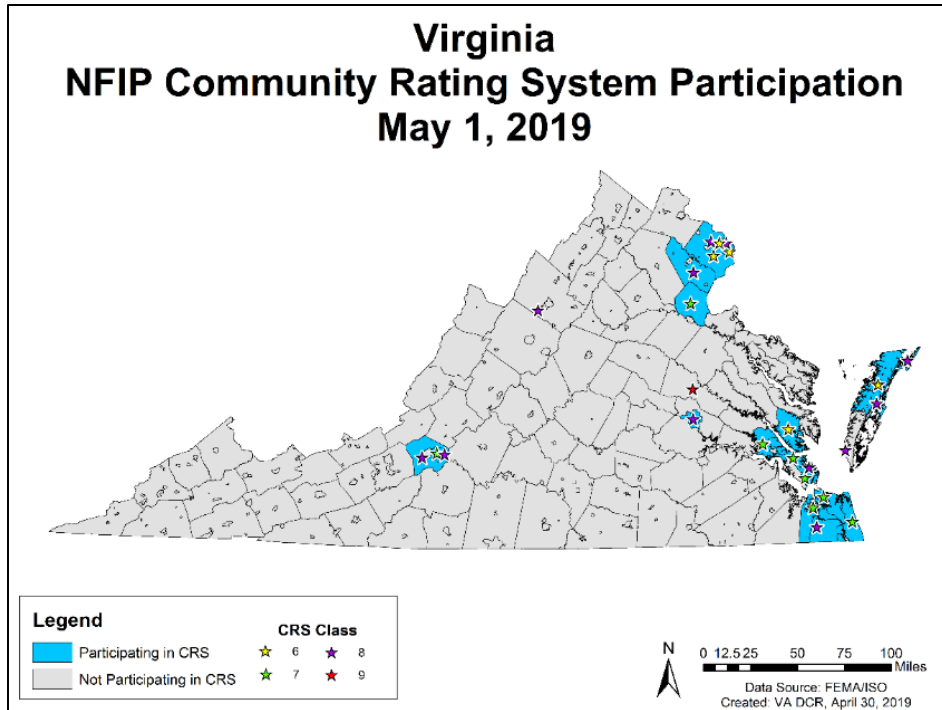 Virginia
NFIP Community Rating System Participation
May 1, 2019
Legend
CRS Class
Participating in CRS
6
8
Not Participating in CRS
7
9
N
0 12.5 25 50 75 100
Miles
Data Source: FEMA/ISO
Created: VA DCR, April 30, 2019